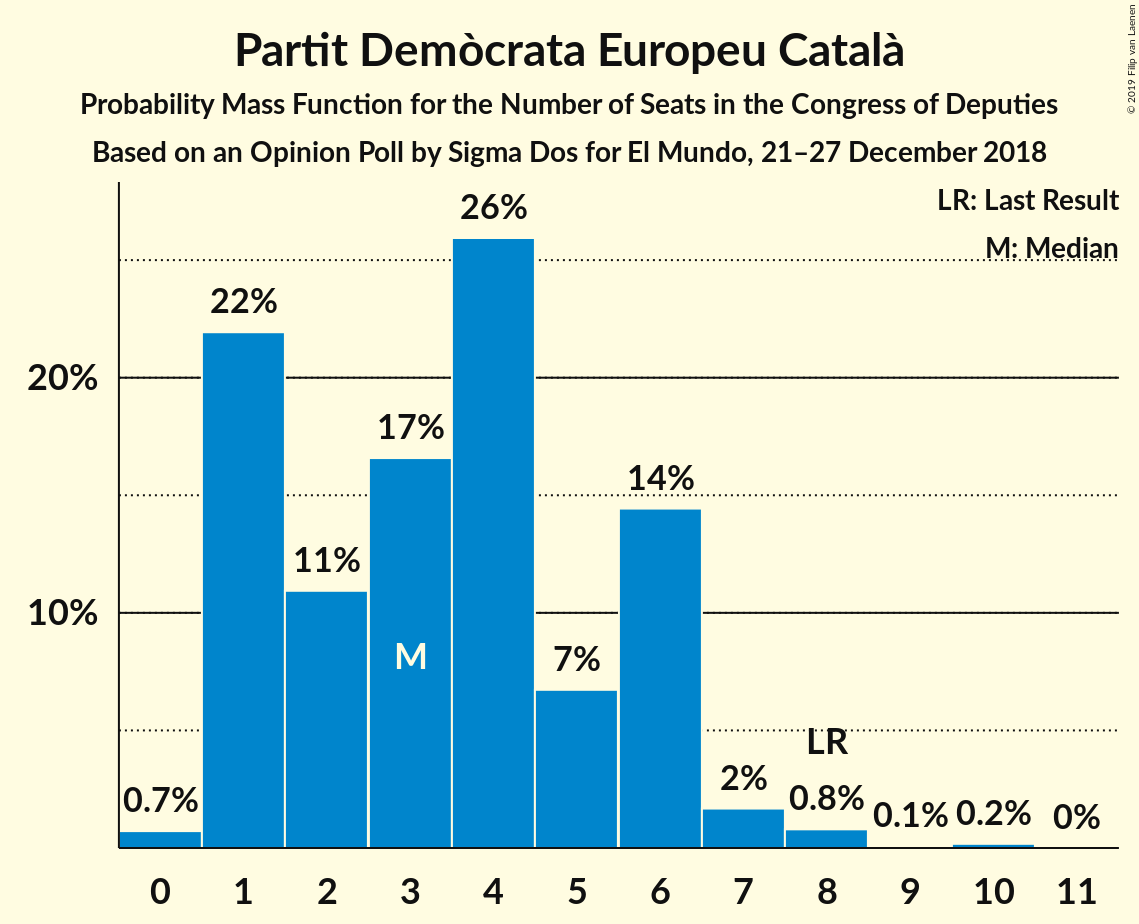 Partit Demòcrata Europeu Català
Probability Mass Function for the Number of Seats in the Congress of Deputies
Based on an Opinion Poll by Sigma Dos for El Mundo, 21–27 December 2018
© 2019 Filip van Laenen
LR: Last Result
M: Median
26%
22%
20%
17%
14%
11%
10%
M
7%
LR
2%
0.7%
0.8%
0.1%
0.2%
0%
0 1 2 3 4 5 6 7 8 9 10 11